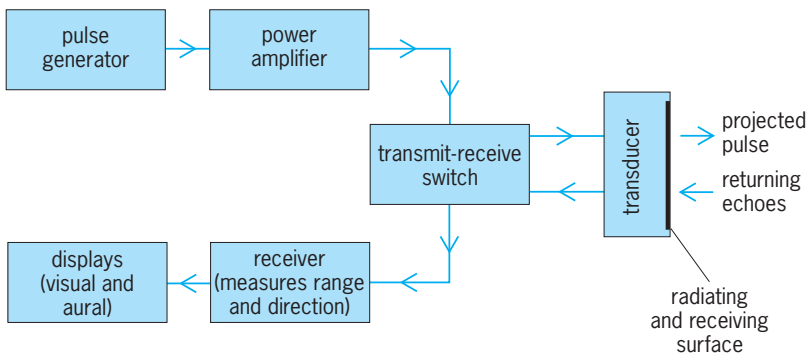 pulse
generator
power
amplifier
transmit-receive
switch
transducer
projected
pulse
returning
echoes
displays
(visual and
aural)
receiver
(measures range
and direction)
radiating
and receiving
surface